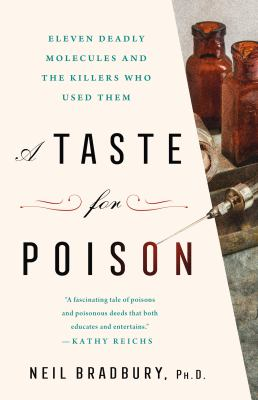 ELEVEN DEADLY
MOLECULES AND
THE KILLERS WHO
USED THEM
A TASTE
for
POISON
"A fascinating tale of poisons
and poisonous deeds that both
educates and entertains."
—KATHY REICHS
NEIL BRADBURY, PH.D.